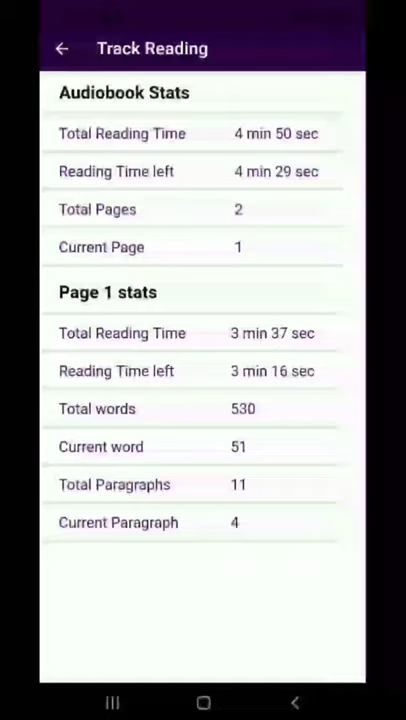 Track Reading
Audiobook Stats
Total Reading Time 4 min 50 sec
Reading Time left 4 min 29 sec
Total Pages 2
Current Page 1
Page 1 stats
Total Reading Time 3 min 37 sec
Reading Time left 3 min 16 sec
Total words 530
Current word 51
Total Paragraphs 11
Current Paragraph 4